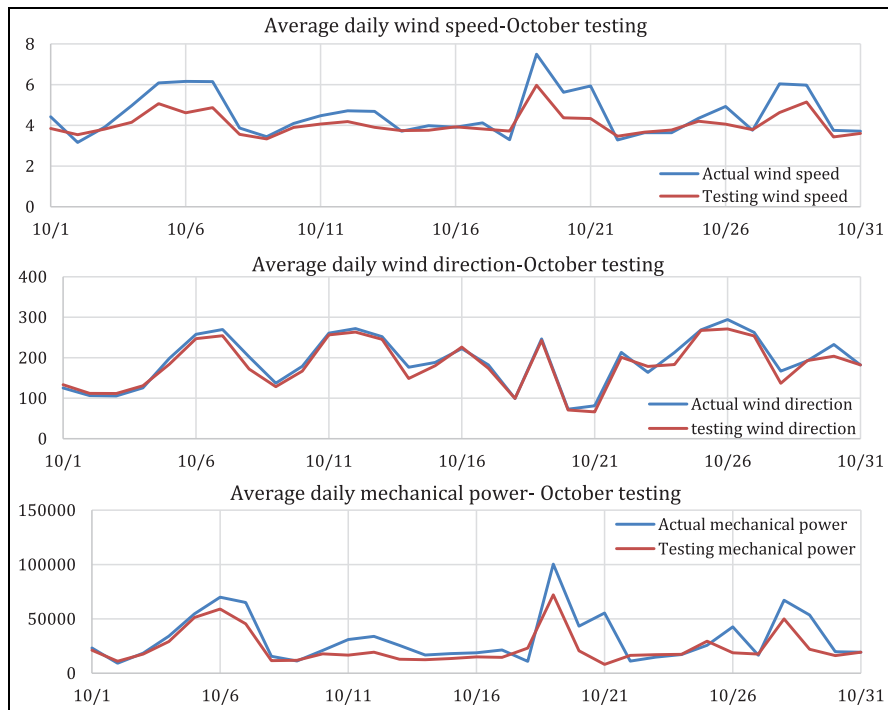 Average daily wind speed-October testing
8
6
4
2
0
Actual wind speed
Testing wind speed
10/1 10/6 10/11 10/16 10/21 10/26 10/31
Average daily wind direction-October testing
400
300
200
100
0
Actual wind direction
testing wind direction
10/1 10/6 10/11 10/16 10/21 10/26 10/31
Average daily mechanical power- October testing
150000
100000
50000
0
Actual mechanical power
Testing mechanical power
10/1 10/6 10/11 10/16 10/21 10/26 10/31